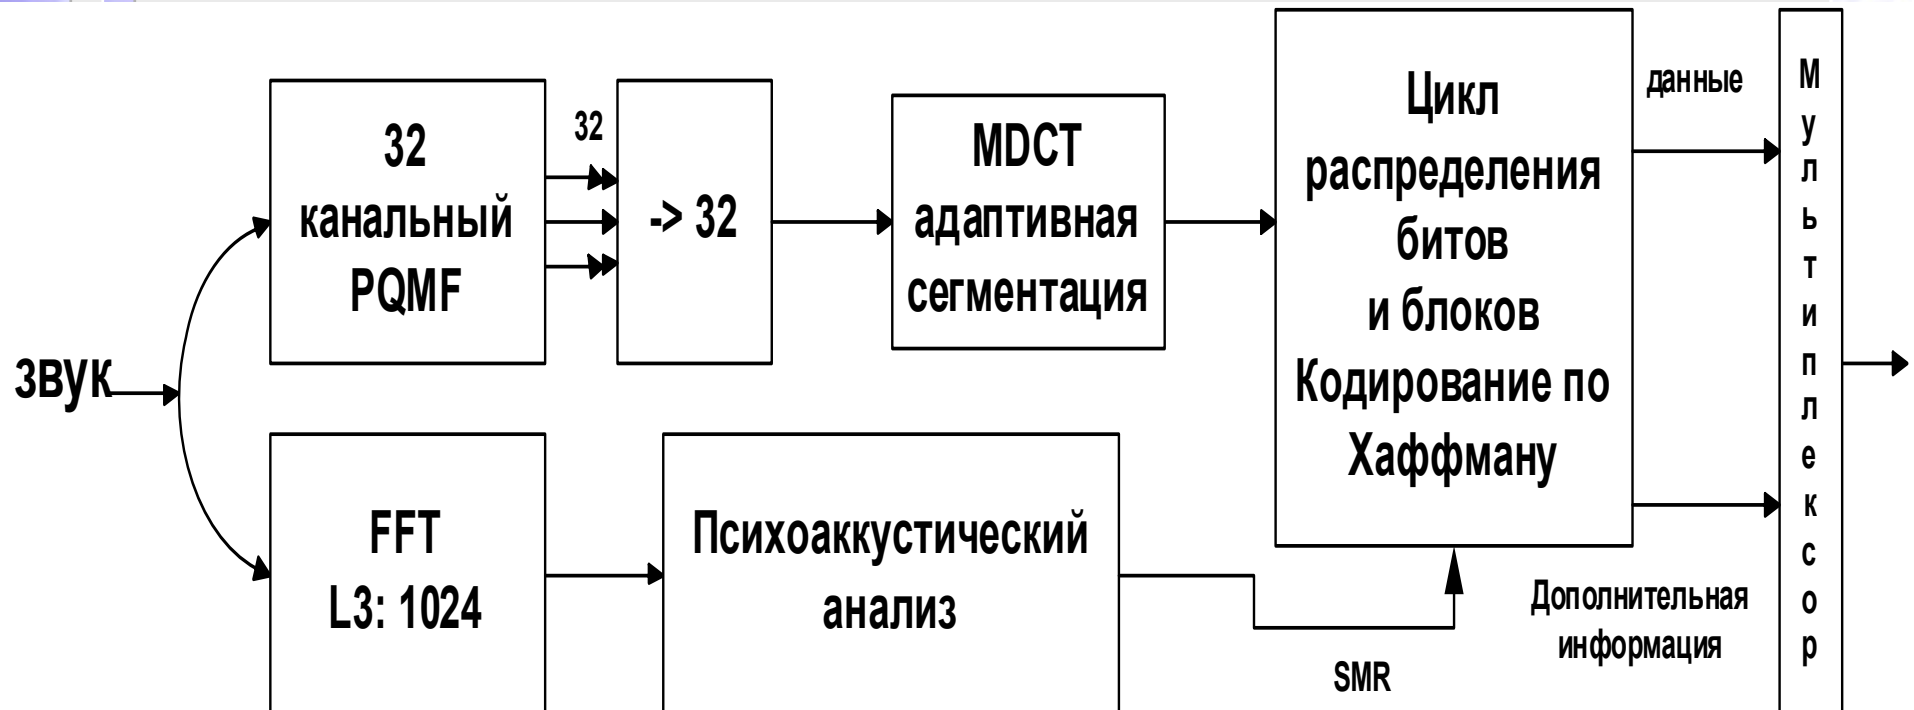 звук
32
канальный
PQMF
32
-> 32
MDCT
адаптивная
сегментация
Цикл
распределения
битов
и блоков
Кодирование по
Хаффману
данные
Мультиплексор
FFT
L3: 1024
Психоаккустический
анализ
SMR
Дополнительная
информация